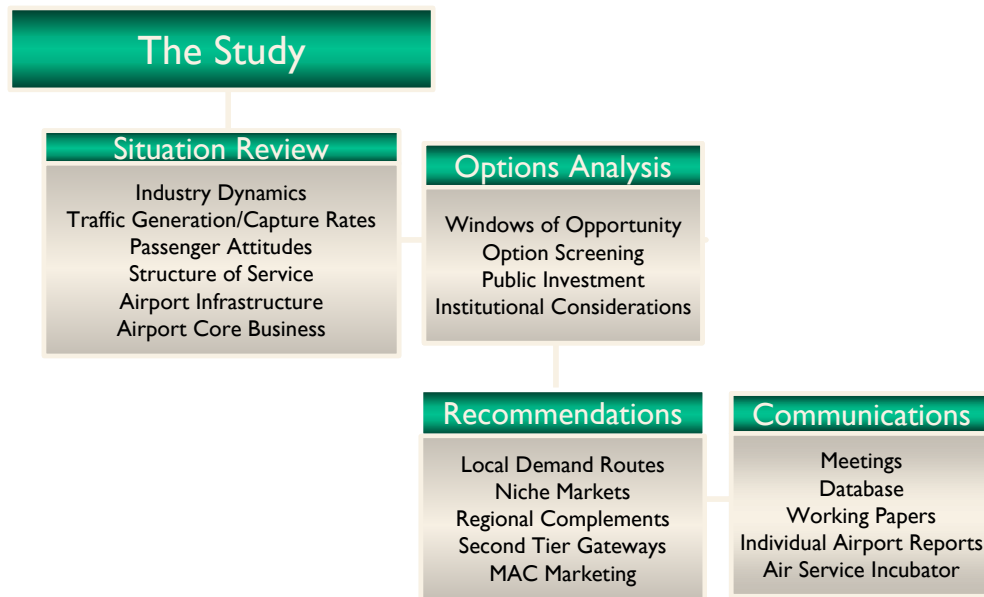 The Study
Situation Review
Industry Dynamics
Traffic Generation/Capture Rates
Passenger Attitudes
Structure of Service
Airport Infrastructure
Airport Core Business
Options Analysis
Windows of Opportunity
Option Screening
Public Investment
Institutional Considerations
Recommendations
Local Demand Routes
Niche Markets
Regional Complements
Second Tier Gateways
MAC Marketing
Communications
Meetings
Database
Working Papers
Individual Airport Reports
Air Service Incubator